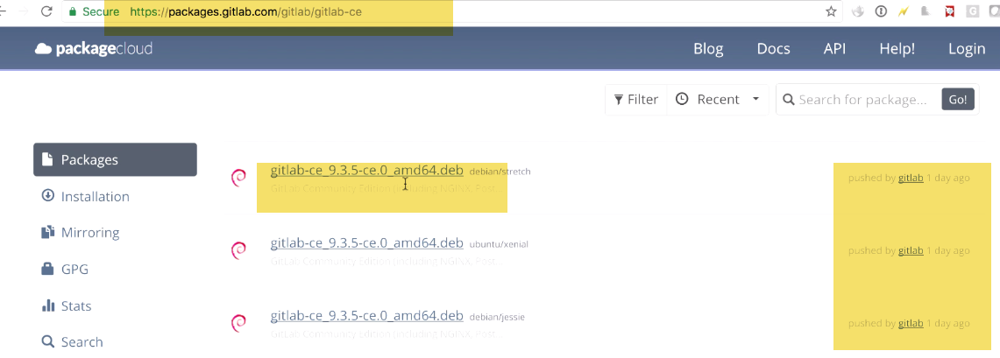 Secure https://packages.gitlab.com/gitlab/gitlab-ce
packagecloud Blog Docs API Help! Login
Filter Recent Search for package... Go!
Packages
Installation
Mirroring
GPG
Stats
Search
gitlab-ce_9.3.5-ce.0_amd64.deb debian/stretch
GitLab Community Edition (including NGINX, Post...
pushed by gitlab 1 day ago
gitlab-ce_9.3.5-ce.0_amd64.deb ubuntu/xenial
GitLab Community Edition (including NGINX, Post...
pushed by gitlab 1 day ago
gitlab-ce_9.3.5-ce.0_amd64.deb debian/jessie
GitLab Community Edition (including NGINX, Post...
pushed by gitlab 1 day ago